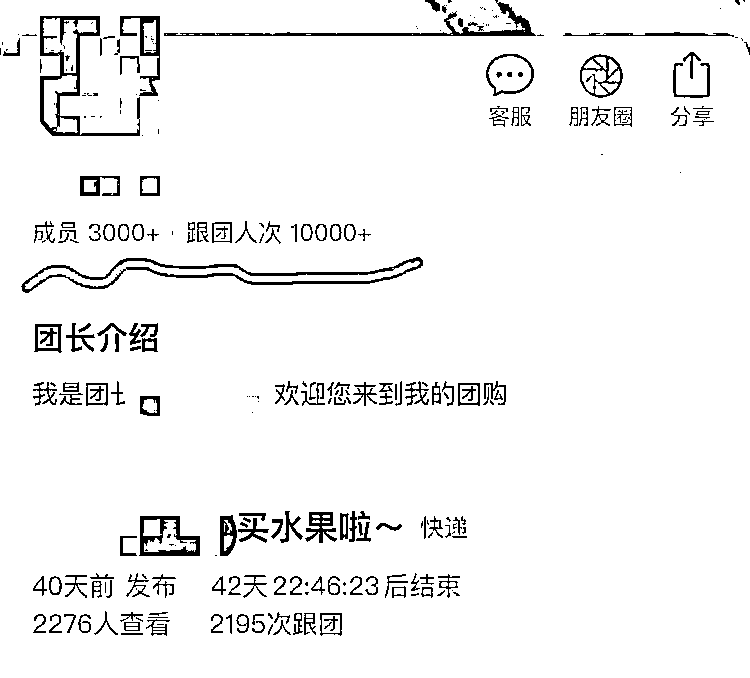 客服 朋友圈 分享
成员 3000+ · 跟团人次 10000+
团长介绍
我是团长 欢迎您来到我的团购
买水果啦～ 快递
40天前 发布 42天 22:46:23 后结束
2276人查看 2195次跟团